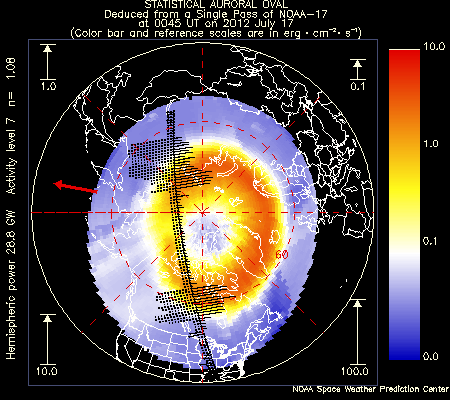 STATISTICAL AURORAL OVAL
Deduced from a Single Pass of NOAA-17
at 0045 UT on 2012 July 17
(Color bar and reference scales are in erg · cm⁻² · s⁻¹)
Hemispheric power 28.8 GW Activity level 7 n= 1.08
1.0
0.1
10.0
100.0
60
10.0
1.0
0.1
0.0
NOAA Space Weather Prediction Center